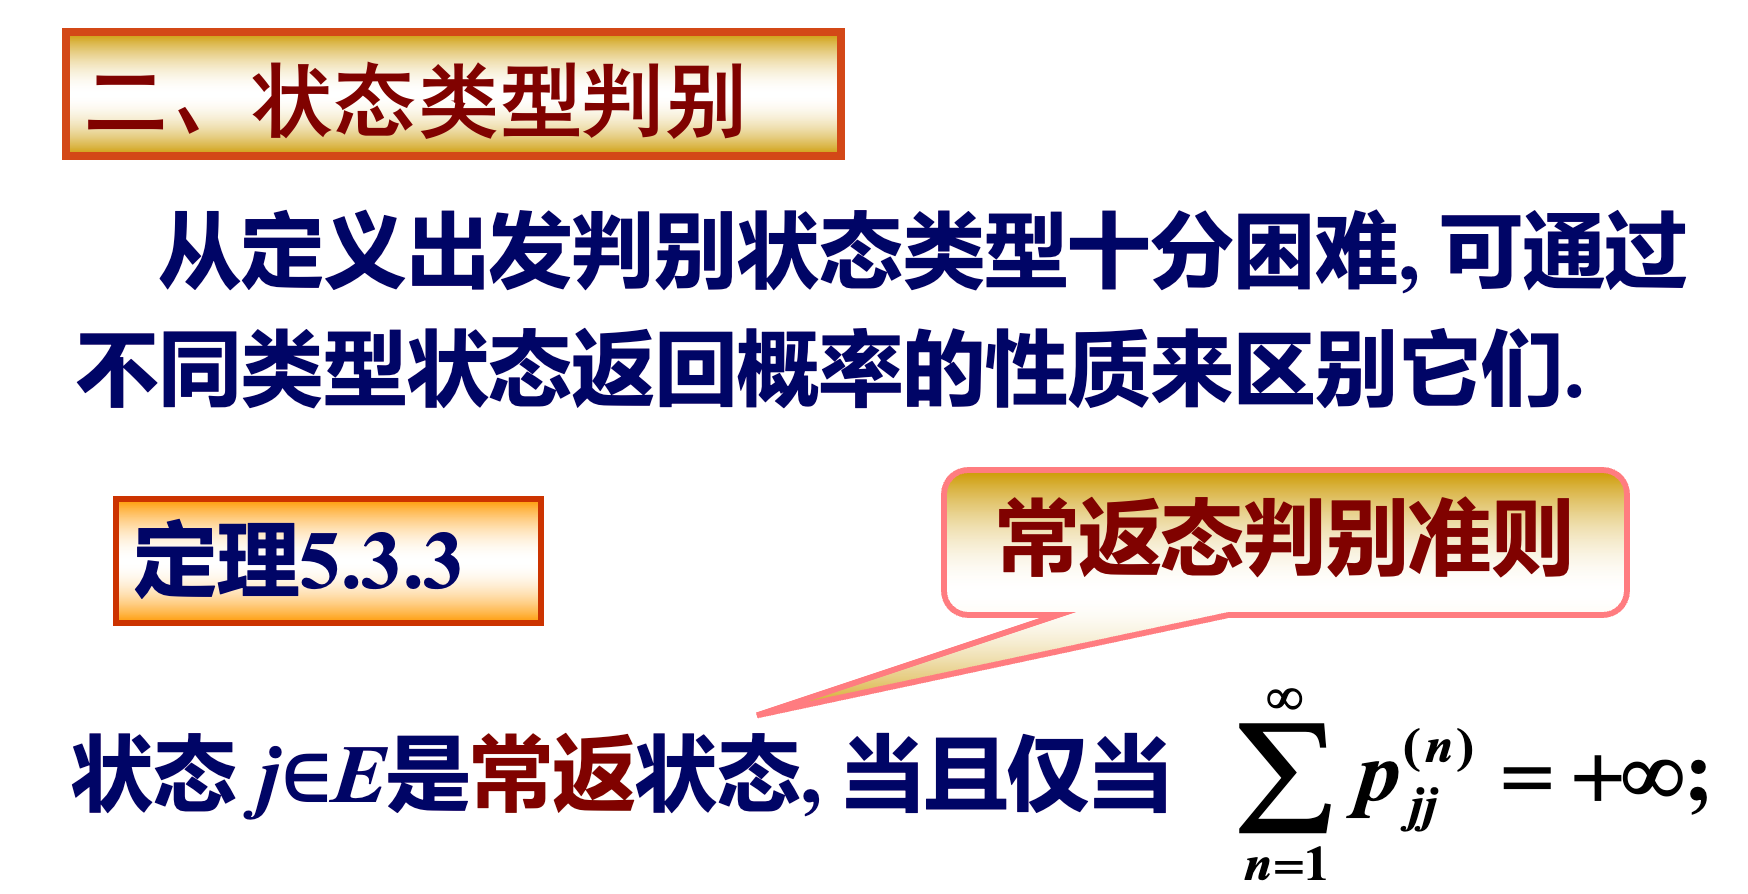 二、状态类型判别
从定义出发判别状态类型十分困难, 可通过
不同类型状态返回概率的性质来区别它们.
常返态判别准则
定理5.3.3
状态 j∈E是常返状态, 当且仅当 $\sum_{n=1}^{\infty} p_{jj}^{(n)} = +\infty;$